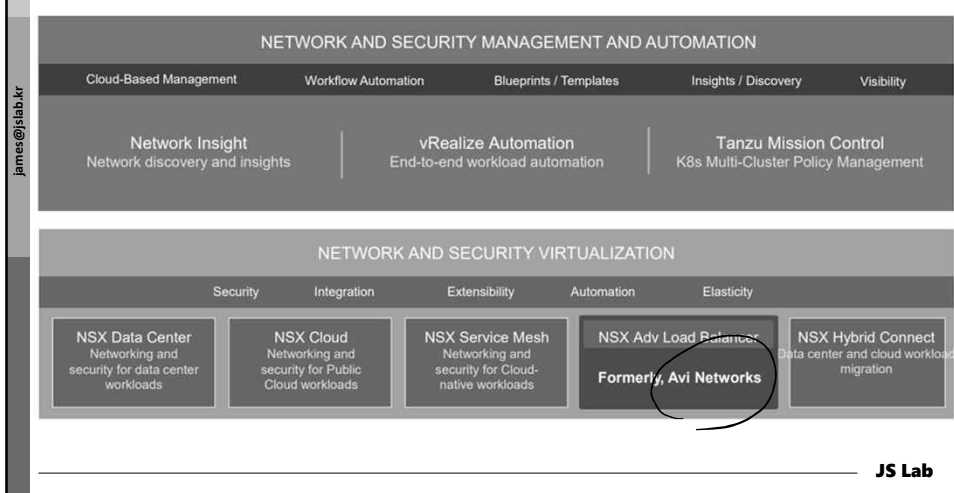 james@jslab.kr
NETWORK AND SECURITY MANAGEMENT AND AUTOMATION
Cloud-Based Management Workflow Automation Blueprints / Templates Insights / Discovery Visibility
Network Insight
Network discovery and insights
vRealize Automation
End-to-end workload automation
Tanzu Mission Control
K8s Multi-Cluster Policy Management
NETWORK AND SECURITY VIRTUALIZATION
Security Integration Extensibility Automation Elasticity
NSX Data Center
Networking and
security for data center
workloads
NSX Cloud
Networking and
security for Public
Cloud workloads
NSX Service Mesh
Networking and
security for Cloud-
native workloads
NSX Adv Load Balancer
Formerly, Avi Networks
NSX Hybrid Connect
Data center and cloud workload
migration
JS Lab